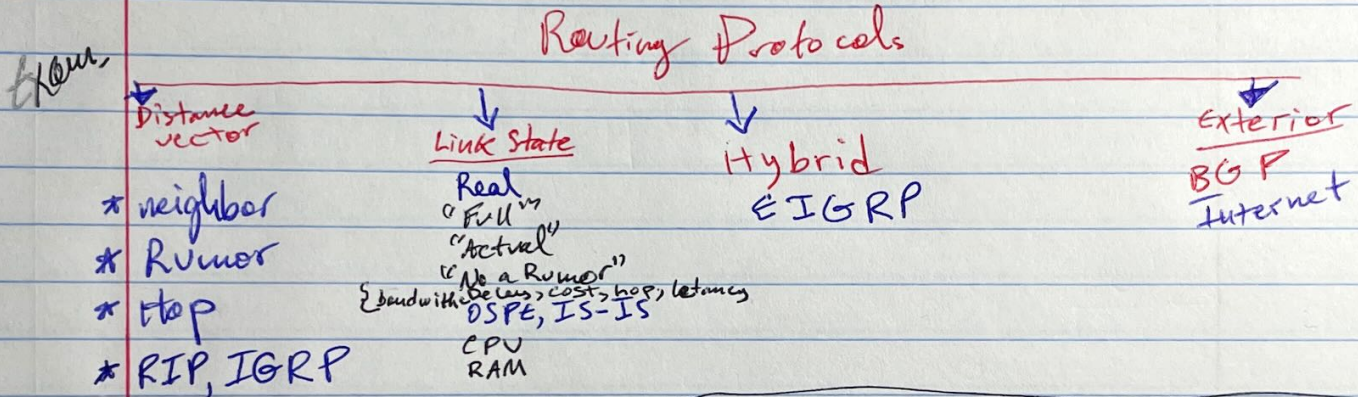 Routing Protocols
Exam,
Distance
vector
* neighbor
* Rumor
* Hop
* RIP, IGRP
Link State
Real
"Full"
"Actual"
"No a Rumor"
{bandwith, Delay, cost, hop, latency
OSPF, IS-IS
CPU
RAM
Hybrid
EIGRP
Exterior
BGP
Internet